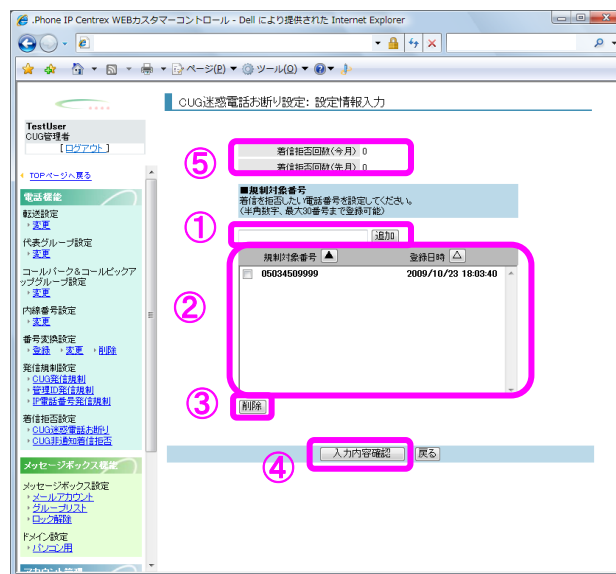 .Phone IP Centrex WEBカスタマーコントロール - Dell により提供された Internet Explorer
ページ(P) ツール(O)
CUG迷惑電話お断り設定: 設定情報入力
TestUser
CUG管理者
[ログアウト]
TOPページへ戻る
電話機能
転送設定
変更
代表グループ設定
変更
コールパーク&コールピックア
ップグループ設定
変更
内線番号設定
変更
番号変換設定
登録 変更 削除
発信規制設定
CUG発信規制
管理ID発信規制
IP電話番号発信規制
着信拒否設定
CUG迷惑電話お断り
CUG非通知着信拒否
メッセージボックス機能
メッセージボックス設定
メールアカウント
グループリスト
ロック解除
ドメイン設定
パソコン用
アカウント管理
⑤
着信拒否回数(今月) 0
着信拒否回数(先月) 0
■規制対象番号
着信を拒否したい電話番号を設定してください。
(半角数字、最大30番号まで登録可能)
①
追加
規制対象番号 ▲ 登録日時 △
②
05034509999 2009/10/23 18:03:40
③
削除
④
入力内容確認 戻る